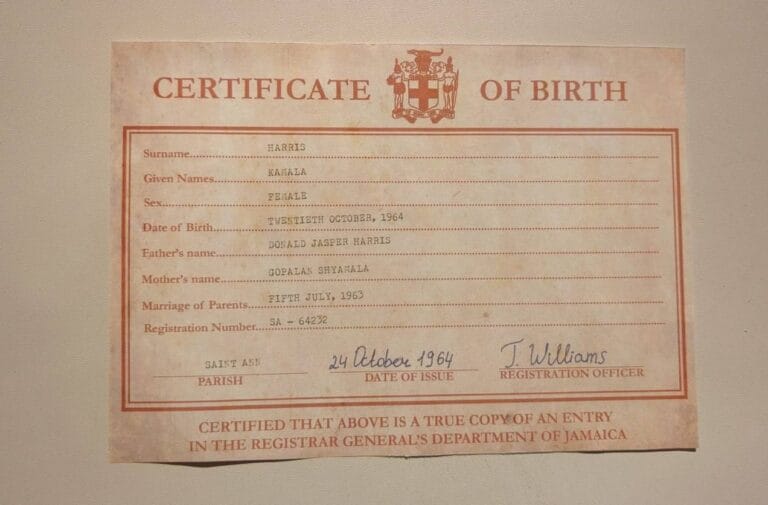 CERTIFICATE OF BIRTH
Surname HARRIS
Given Names KAMALA
Sex FEMALE
Date of Birth TWENTIETH OCTOBER, 1964
Father's name DONALD JASPER HARRIS
Mother's name GOPALAN SHYAMALA
Marriage of Parents FIFTH JULY, 1963
Registration Number SA - 64232
SAINT ANN 24 October 1964 J. Williams
PARISH DATE OF ISSUE REGISTRATION OFFICER
CERTIFIED THAT ABOVE IS A TRUE COPY OF AN ENTRY
IN THE REGISTRAR GENERAL'S DEPARTMENT OF JAMAICA